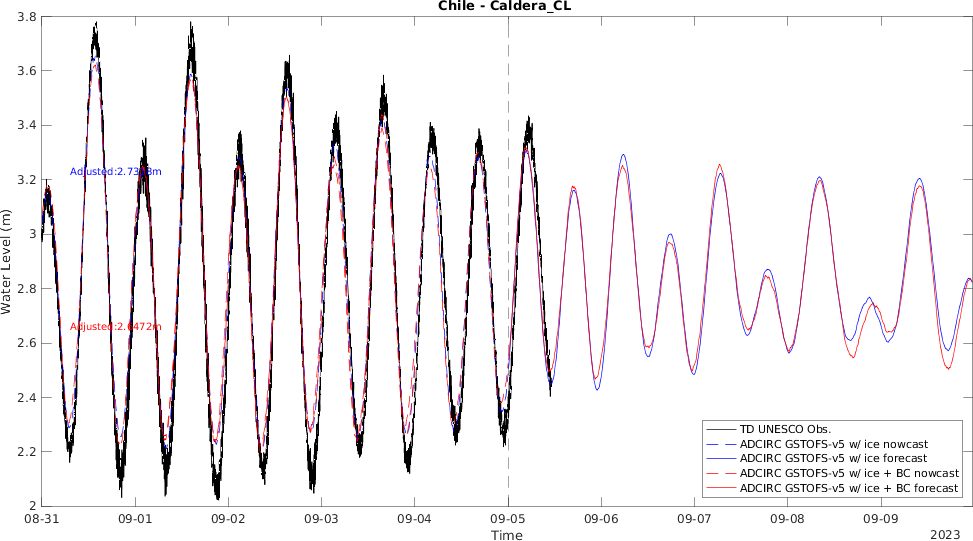 Chile - Caldera_CL
3.8
3.6
3.4
3.2
3
2.8
2.6
2.4
2.2
2
Water Level (m)
08-31
09-01
09-02
09-03
09-04
09-05
09-06
09-07
09-08
09-09
Time
2023
TD UNESCO Obs.
ADCIRC GSTOFS-v5 w/ ice nowcast
ADCIRC GSTOFS-v5 w/ ice forecast
ADCIRC GSTOFS-v5 w/ ice + BC nowcast
ADCIRC GSTOFS-v5 w/ ice + BC forecast